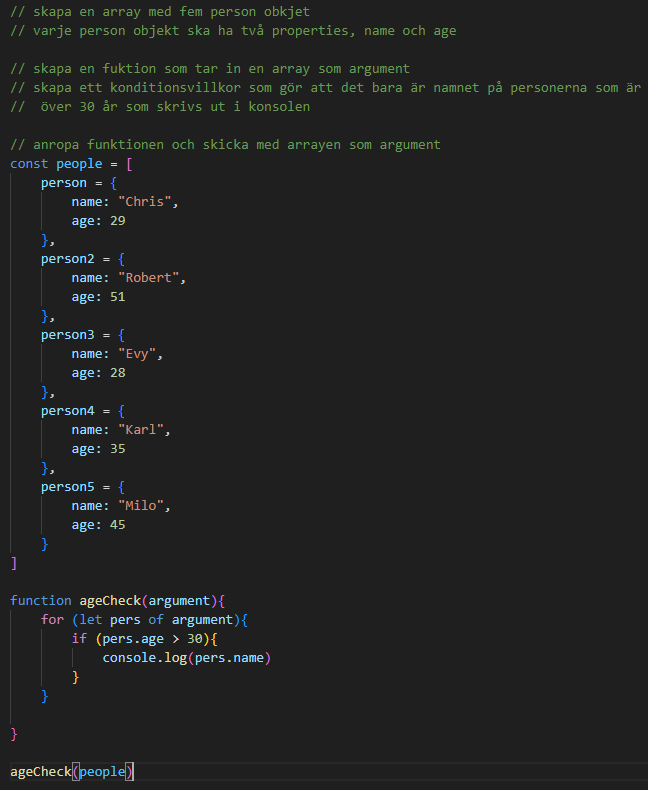 // skapa en array med fem person obkjet
// varje person objekt ska ha två properties, name och age
// skapa en fuktion som tar in en array som argument
// skapa ett konditionsvillkor som gör att det bara är namnet på personerna som är
//  över 30 år som skrivs ut i konsolen
// anropa funktionen och skicka med arrayen som argument
const people = [
    person = {
        name: "Chris",
        age: 29
    },
    person2 = {
        name: "Robert",
        age: 51
    },
    person3 = {
        name: "Evy",
        age: 28
    },
    person4 = {
        name: "Karl",
        age: 35
    },
    person5 = {
        name: "Milo",
        age: 45
    }
]
function ageCheck(argument){
    for (let pers of argument){
        if (pers.age > 30){
            console.log(pers.name)
        }
    }
}
ageCheck(people)